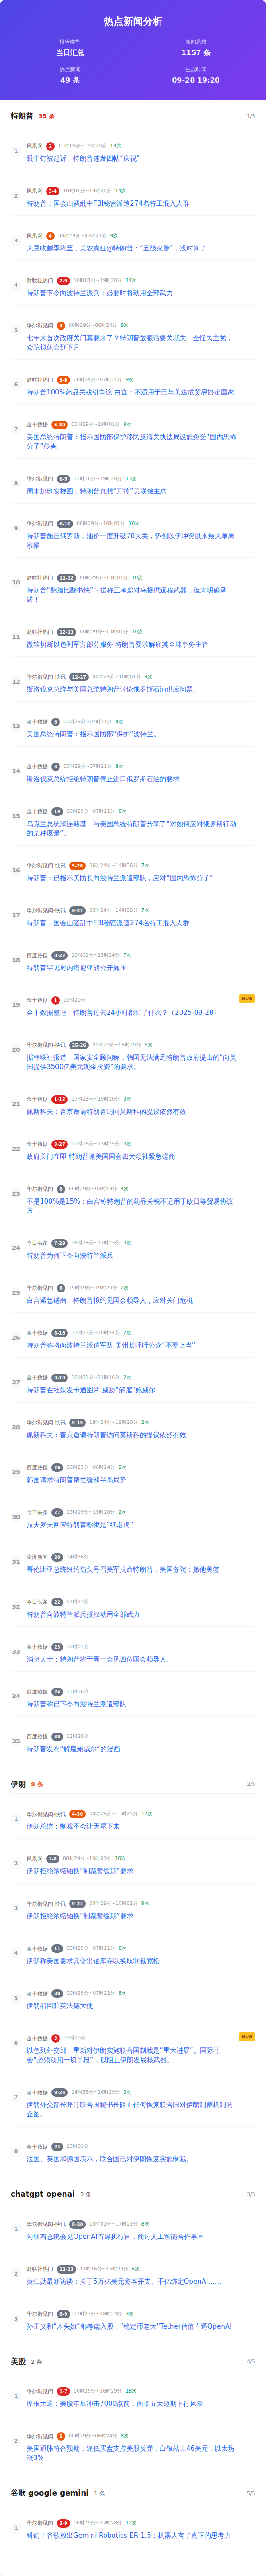 热点新闻分析
报告类型
当日汇总
新闻总数
1157 条
热点新闻
49 条
生成时间
09-28 19:20
特朗普 35 条 1/5
1 凤凰网 3 11时16分~19时20分 13次
眼中钉被起诉，特朗普连发四帖“庆祝”
2 凤凰网 3-4 10时01分~19时20分 14次
特朗普：国会山骚乱中FBI秘密派遣274名特工混入人群
3 凤凰网 4 00时29分~07时21分 9次
大豆收割季将至，美农疯狂@特朗普：“五级火警”，没时间了
4 财联社热门 2-9 10时01分~19时20分 14次
特朗普下令向波特兰派兵：必要时将动用全部武力
5 华尔街见闻 4 00时29分~06时24分 8次
七年来首次政府关门真要来了？特朗普放狠话要关就关、全怪民主党，
众院拟休会到下月
6 财联社热门 5-6 00时29分~07时21分 9次
特朗普100%药品关税引争议 白宫：不适用于已与美达成贸易协定国家
7 金十数据 5-30 00时29分~10时01分 9次
美国总统特朗普：指示国防部保护移民及海关执法局设施免受“国内恐怖
分子”侵害。
8 华尔街见闻 6-9 11时16分~19时20分 13次
周末加班发梗图，特朗普真想“开掉”美联储主席
9 华尔街见闻 6-10 00时29分~10时01分 10次
特朗普施压俄罗斯，油价一度升破70大关，势创以伊冲突以来最大单周
涨幅
10 财联社热门 11-12 00时29分~10时01分 10次
特朗普“翻脸比翻书快”？据称正考虑对乌提供远程武器，但未明确承
诺！
11 财联社热门 12-13 00时29分~10时01分 10次
微软切断以色列军方部分服务 特朗普要求解雇其全球事务主管
12 华尔街见闻-快讯 12-27 00时29分~10时01分 9次
斯洛伐克总统与美国总统特朗普讨论俄罗斯石油供应问题。
13 金十数据 6 00时29分~07时21分 8次
美国总统特朗普：指示国防部“保护”波特兰。
14 金十数据 8 00时29分~07时21分 8次
斯洛伐克总统拒绝特朗普停止进口俄罗斯石油的要求
15 金十数据 19 00时29分~07时21分 8次
乌克兰总统泽连斯基：与美国总统特朗普分享了“对如何应对俄罗斯行动
的某种愿景”。
16 华尔街见闻-快讯 5-26 06时24分~14时36分 7次
特朗普：已指示美防长向波特兰派遣部队，应对“国内恐怖分子”
17 华尔街见闻-快讯 6-27 06时24分~14时36分 7次
特朗普：国会山骚乱中FBI秘密派遣274名特工混入人群
18 百度热搜 8-22 10时01分~15时24分 7次
特朗普罕见对内塔尼亚胡公开施压
19 金十数据 1 19时20分 NEW
金十数据整理：特朗普过去24小时都忙了什么？（2025-09-28）
20 华尔街见闻-快讯 25-26 00时29分~05时20分 6次
据韩联社报道，国家安全顾问称，韩国无法满足特朗普政府提出的“向美
国提供3500亿美元现金投资”的要求。
21 金十数据 1-12 17时23分~19时20分 3次
佩斯科夫：普京邀请特朗普访问莫斯科的提议依然有效
22 金十数据 3-27 11时16分~13时25分 3次
政府关门在即 特朗普邀美国国会四大领袖紧急磋商
23 华尔街见闻 8 00时29分~03时18分 4次
不是100%是15%：白宫称特朗普的药品关税不适用于欧日等贸易协议
方
24 今日头条 7-29 16时28分~17时23分 3次
特朗普为何下令向波特兰派兵
25 华尔街见闻 4 19时19分~19时20分 2次
白宫紧急磋商：特朗普拟约见国会领导人，应对关门危机
26 金十数据 8-16 17时23分~18时24分 2次
特朗普称将向波特兰派遣军队 美州长呼吁公众“不要上当”
27 金十数据 9-19 10时01分~11时16分 2次
特朗普在社媒发卡通图片 威胁“解雇”鲍威尔
28 华尔街见闻-快讯 9-19 18时24分~19时20分 2次
佩斯科夫：普京邀请特朗普访问莫斯科的提议依然有效
29 百度热搜 26 06时23分~06时24分 2次
韩国请求特朗普帮忙缓和半岛局势
30 今日头条 27 19时19分~19时20分 2次
拉夫罗夫回应特朗普称俄是“纸老虎”
31 澎湃新闻 20 14时36分
哥伦比亚总统纽约街头号召美军抗命特朗普，美国务院：撤他美签
32 今日头条 22 07时21分
特朗普向波特兰派兵授权动用全部武力
33 金十数据 23 10时01分
消息人士：特朗普将于周一会见四位国会领导人。
34 百度热搜 24 11时16分
特朗普称已下令向波特兰派遣部队
35 百度热搜 30 12时28分
特朗普发布“解雇鲍威尔”的漫画
伊朗 8 条 2/5
1 华尔街见闻-快讯 4-30 00时29分~13时25分 12次
伊朗总统：制裁不会让天塌下来
2 凤凰网 7-8 00时29分~10时01分 10次
伊朗拒绝浓缩铀换“制裁暂缓期”要求
3 华尔街见闻-快讯 9-24 00时29分~10时01分 9次
伊朗拒绝浓缩铀换“制裁暂缓期”要求
4 金十数据 11 00时29分~07时21分 8次
伊朗称美国要求其交出铀库存以换取制裁宽松
5 金十数据 30 00时29分~07时21分 8次
伊朗召回驻英法德大使
6 金十数据 3 19时20分 NEW
以色列外交部：重新对伊朗实施联合国制裁是“重大进展”。国际社
会“必须动用一切手段”，以阻止伊朗发展核武器。
7 金十数据 9-24 14时36分~16时29分 3次
伊朗外交部长呼吁联合国秘书长阻止任何恢复联合国对伊朗制裁机制的
企图。
8 金十数据 24 10时01分
法国、英国和德国表示，联合国已对伊朗恢复实施制裁。
chatgpt openai 3 条 3/5
1 华尔街见闻-快讯 8-30 10时01分~17时23分 8次
阿联酋总统会见OpenAI首席执行官，商讨人工智能合作事宜
2 财联社热门 12-13 11时16分~16时29分 6次
黄仁勋最新访谈：关于5万亿美元资本开支、千亿绑定OpenAI……
3 华尔街见闻 8-9 17时23分~18时24分 3次
孙正义和“木头姐”都考虑入股，“稳定币老大”Tether估值直逼OpenAI
美股 2 条 4/5
1 华尔街见闻 1-7 00时29分~16时29分 18次
摩根大通：美股年底冲击7000点前，面临五大短期下行风险
2 华尔街见闻 5 00时29分~06时24分 8次
美国通胀符合预期，逢低买盘支撑美股反弹，白银站上46美元，以太坊
涨3%
谷歌 google gemini 1 条 5/5
1 华尔街见闻 3-9 00时29分~12时28分 12次
科幻！谷歌放出Gemini Robotics-ER 1.5：机器人有了真正的思考力